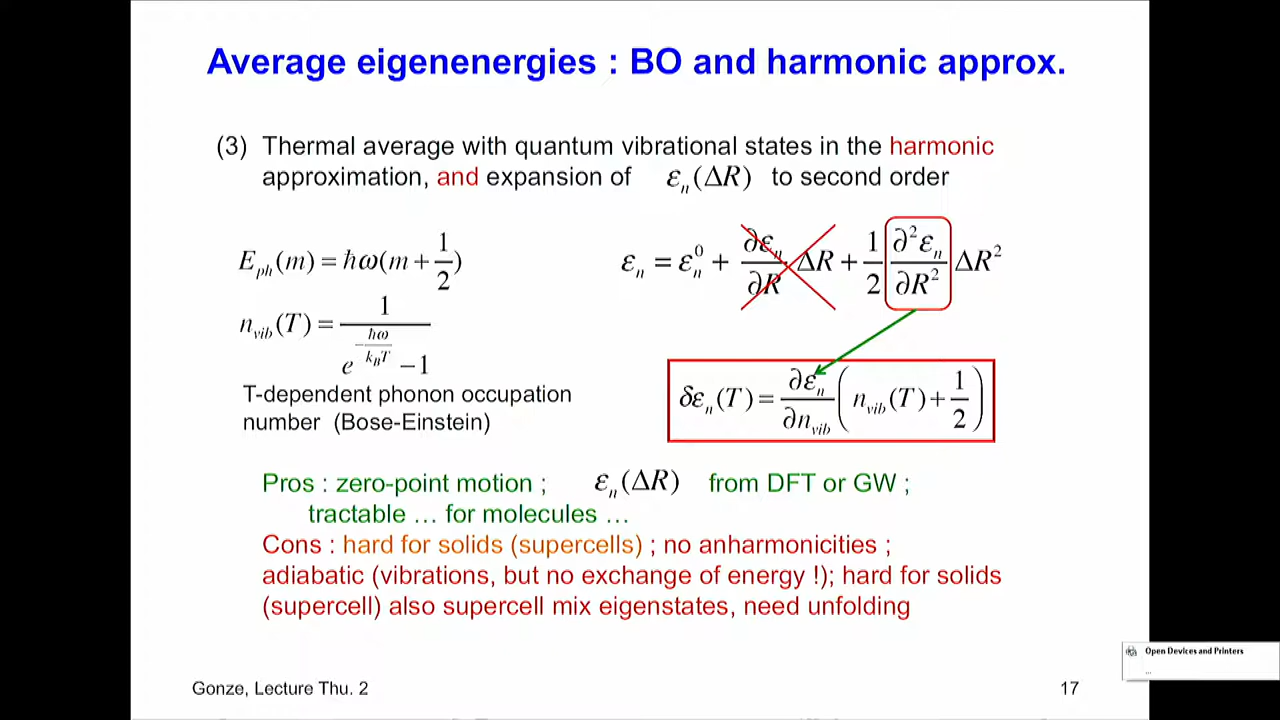 Average eigenenergies : BO and harmonic approx.
(3) Thermal average with quantum vibrational states in the harmonic
approximation, and expansion of ε_n(ΔR) to second order
E_ph(m) = ħω(m + 1/2)
ε_n = ε_n^0 + ∂ε_n/∂R ΔR + 1/2 ∂²ε_n/∂R² ΔR²
n_vib(T) = 1/(e^(-ħω/k_BT) − 1)
δε_n(T) = ∂ε_n/∂n_vib (n_vib(T) + 1/2)
T-dependent phonon occupation
number (Bose-Einstein)
Pros : zero-point motion ; ε_n(ΔR) from DFT or GW ;
tractable … for molecules …
Cons : hard for solids (supercells) ; no anharmonicities ;
adiabatic (vibrations, but no exchange of energy !); hard for solids
(supercell) also supercell mix eigenstates, need unfolding
Open Devices and Printers
...
Gonze, Lecture Thu. 2
17